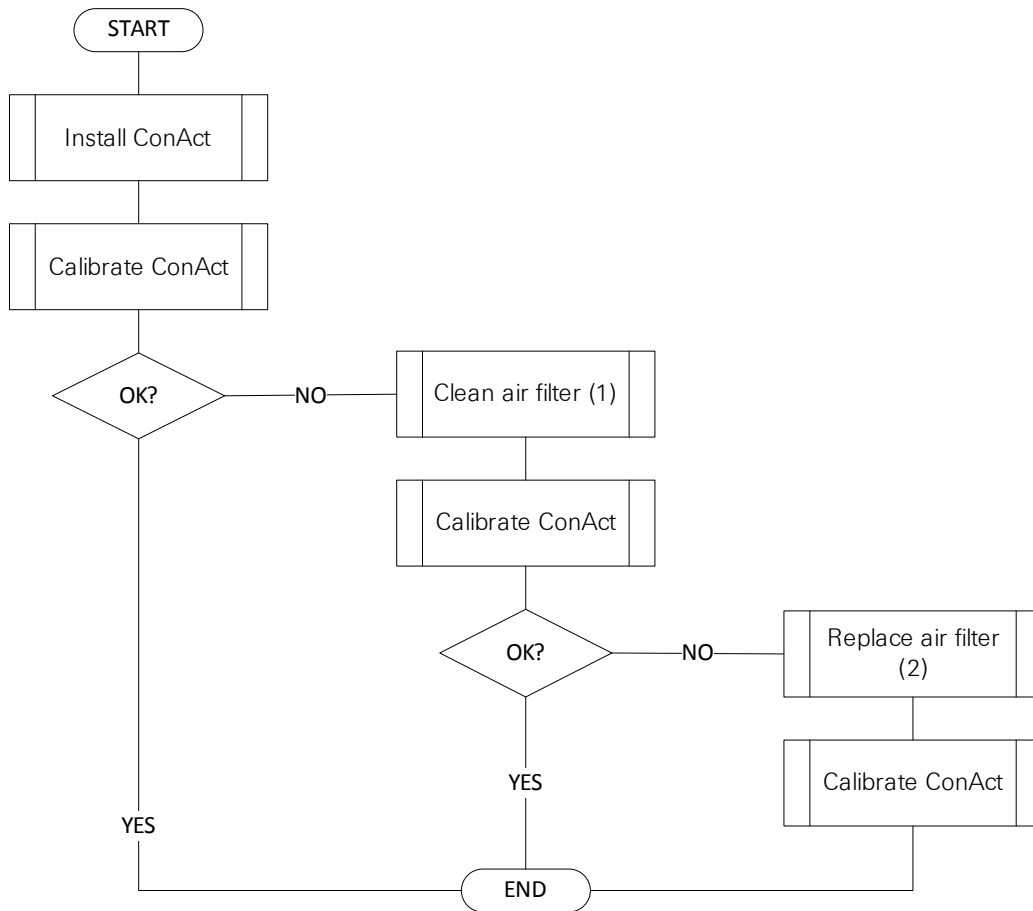 START
Install ConAct
Calibrate ConAct
OK?
NO
Clean air filter (1)
Calibrate ConAct
OK?
NO
Replace air filter
(2)
Calibrate ConAct
YES
YES
END